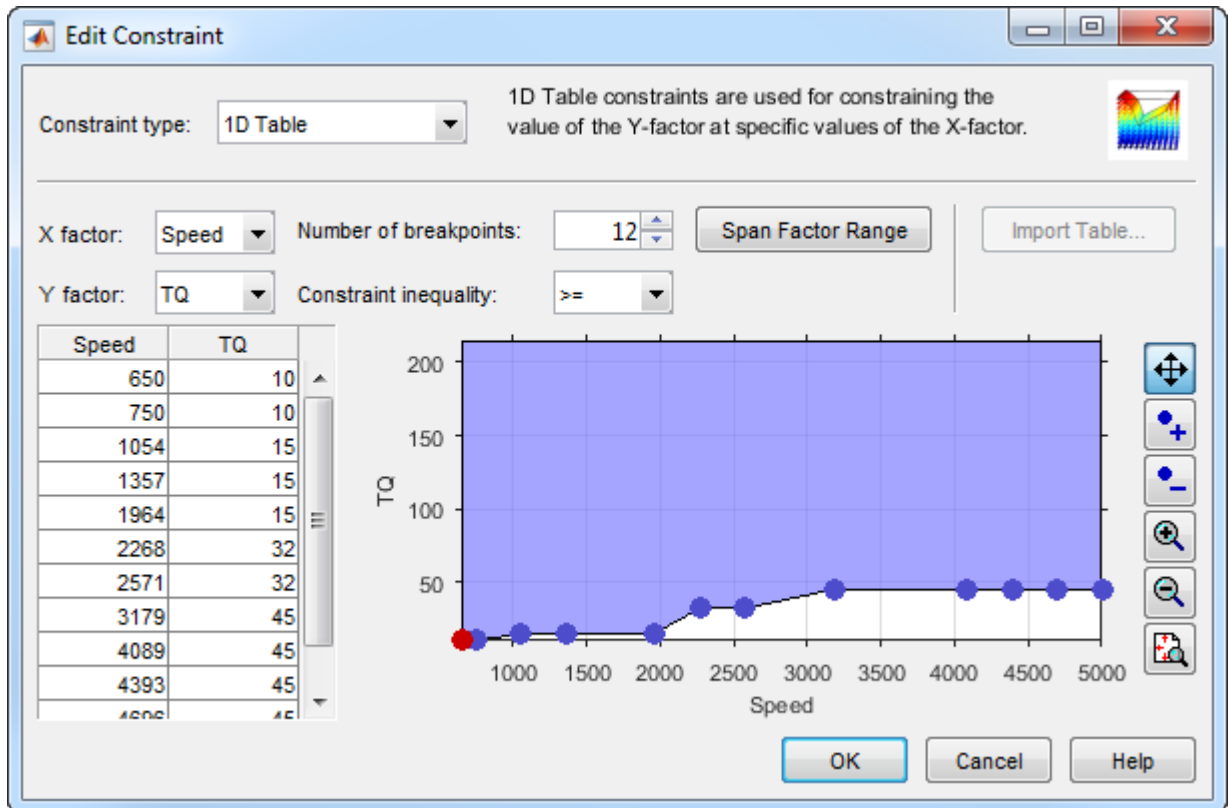 Edit Constraint
Constraint type:
1D Table
1D Table constraints are used for constraining the
value of the Y-factor at specific values of the X-factor.
X factor:
Speed
Number of breakpoints:
12
Span Factor Range
Import Table...
Y factor:
TQ
Constraint inequality:
>=
Speed TQ
650 10
750 10
1054 15
1357 15
1964 15
2268 32
2571 32
3179 45
4089 45
4393 45
4696 45
200
150
100
50
TQ
1000 1500 2000 2500 3000 3500 4000 4500 5000
Speed
OK
Cancel
Help